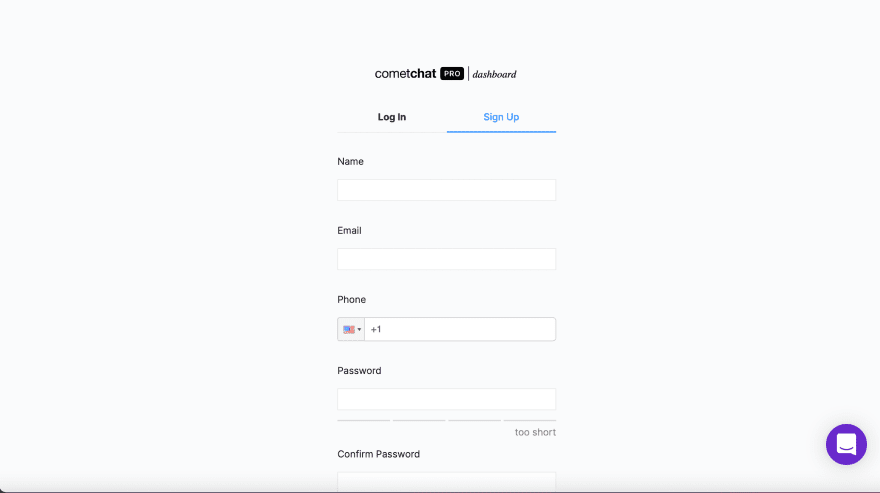 cometchat PRO dashboard
Log In Sign Up
Name
Email
Phone
+1
Password
too short
Confirm Password